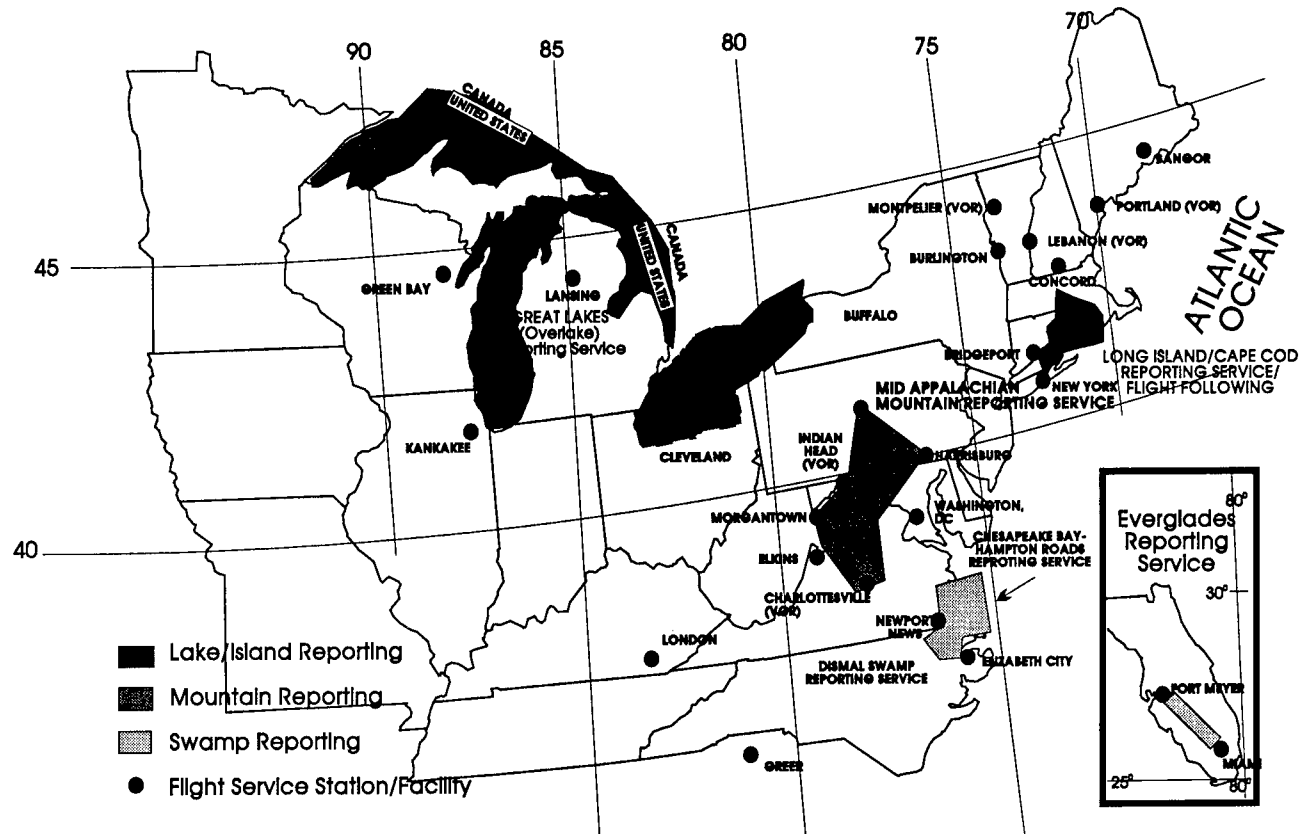 90
85
80
75
70
CANADA
UNITED STATES
BANGOR
MONTPELIER (VOR)
PORTLAND (VOR)
ATLANTIC
OCEAN
CANADA
UNITED STATES
LEBANON (VOR)
BURLINGTON
CONCORD
45
GREEN BAY
LANSING
GREAT LAKES
(Overlake)
orting Service
BUFFALO
BRIDGEPORT
LONG ISLAND/CAPE COD
REPORTING SERVICE/
FLIGHT FOLLOWING
NEW YORK
MID APPALACHIAN
MOUNTAIN REPORTING SERVICE
KANKAKEE
CLEVELAND
INDIAN
HEAD
(VOR)
HARRISBURG
MORGANTOWN
WASHINGTON,
DC
40
ELKINS
CHESAPEAKE BAY-
HAMPTON ROADS
REPROTING SERVICE
CHARLOTTESVILLE
(VOR)
NEWPORT
NEWS
LONDON
DISMAL SWAMP
REPORTING SERVICE
ELIZABETH CITY
GREER
Lake/Island Reporting
Mountain Reporting
Swamp Reporting
Flight Service Station/Facility
80°
Everglades
Reporting
Service
30°
FORT MEYER
MIAMI
25°
80°